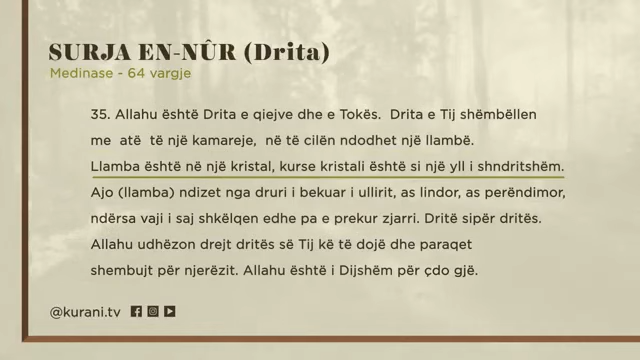 SURJA EN-NÛR (Drita)
Medinase - 64 vargje
35. Allahu është Drita e qiejve dhe e Tokës. Drita e Tij shëmbëllen
me atë të një kamareje, në të cilën ndodhet një llambë.
Llamba është në një kristal, kurse kristali është si një yll i shndritshëm.
Ajo (llamba) ndizet nga druri i bekuar i ullirit, as lindor, as perëndimor,
ndërsa vaji i saj shkëlqen edhe pa e prekur zjarri. Dritë sipër dritës.
Allahu udhëzon drejt dritës së Tij kë të dojë dhe paraqet
shembujt për njerëzit. Allahu është i Dijshëm për çdo gjë.
@kurani.tv